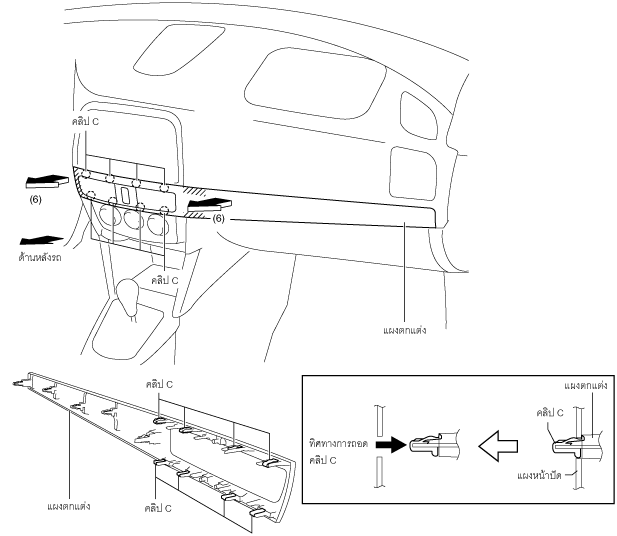 คลิป C
(6)
(6)
ด้านหลังรถ
คลิป C
แผงตกแต่ง
คลิป C
แผงตกแต่ง
คลิป C
แผงตกแต่ง
คลิป C
ทิศทางการถอด
คลิป C
แผงหน้าปัด